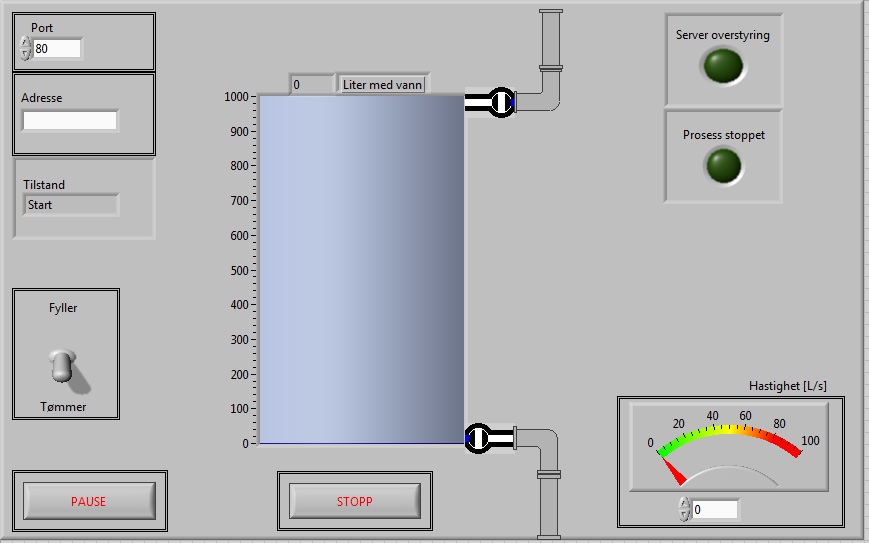 Port
80
Adresse
Tilstand
Start
Fyller
Tømmer
PAUSE
0
Liter med vann
1000
900
800
700
600
500
400
300
200
100
0
STOPP
Server overstyring
Prosess stoppet
Hastighet [L/s]
0
20
40
60
80
100
0